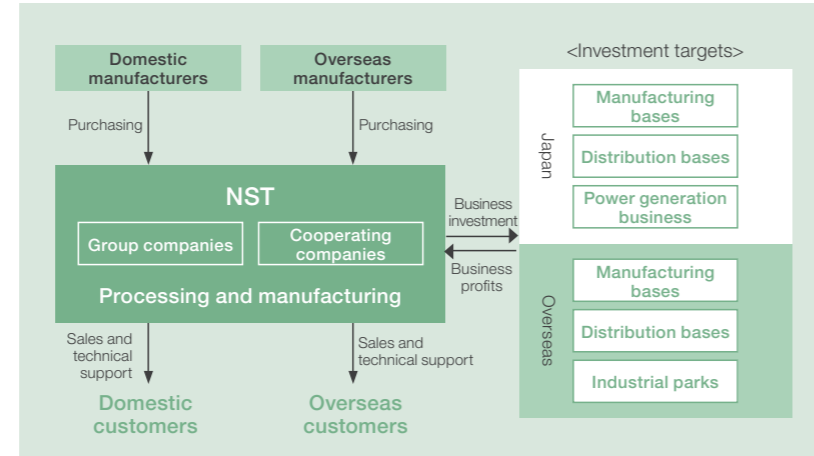 Domestic
manufacturers
Overseas
manufacturers
Purchasing
Purchasing
NST
Group companies
Cooperating
companies
Processing and manufacturing
Sales and
technical
support
Sales and
technical support
Domestic
customers
Overseas
customers
Business
investment
Business
profits
<Investment targets>
Japan
Manufacturing
bases
Distribution bases
Power generation
business
Overseas
Manufacturing
bases
Distribution bases
Industrial parks